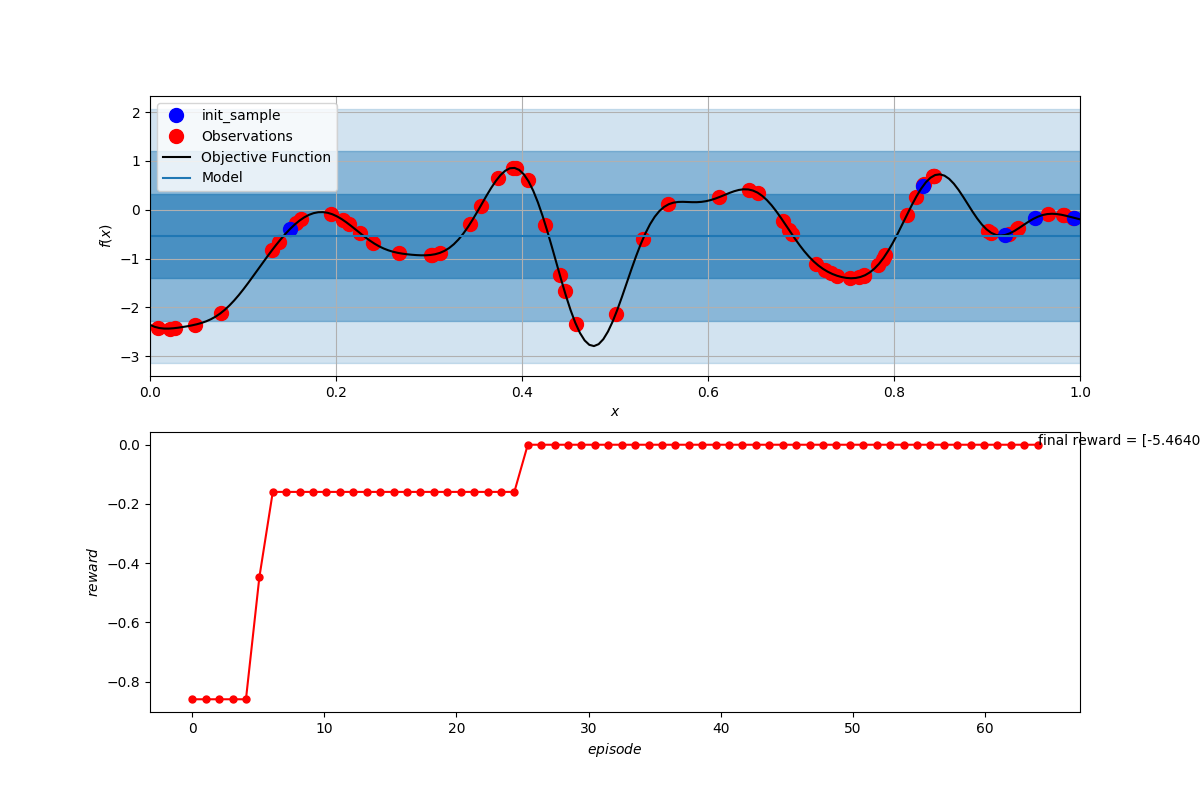 2
1
0
−1
−2
−3
f(x)
init_sample
Observations
Objective Function
Model
0.0 0.2 0.4 0.6 0.8 1.0
x
0.0
−0.2
−0.4
−0.6
−0.8
reward
final reward = [-5.4640
0 10 20 30 40 50 60
episode